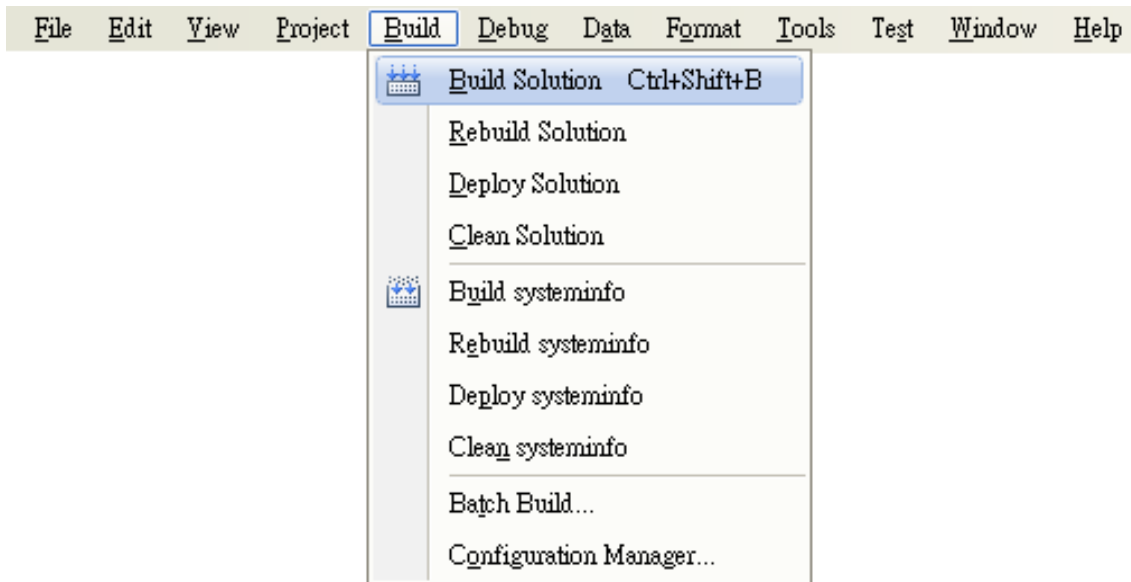 File Edit View Project Build Debug Data Format Tools Test Window Help
Build Solution Ctrl+Shift+B
Rebuild Solution
Deploy Solution
Clean Solution
Build systeminfo
Rebuild systeminfo
Deploy systeminfo
Clean systeminfo
Batch Build...
Configuration Manager...